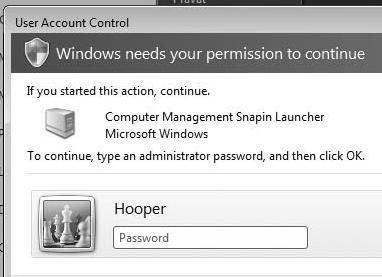 User Account Control
Windows needs your permission to continue
If you started this action, continue.
Computer Management Snapin Launcher
Microsoft Windows
To continue, type an administrator password, and then click OK.
Hooper
Password